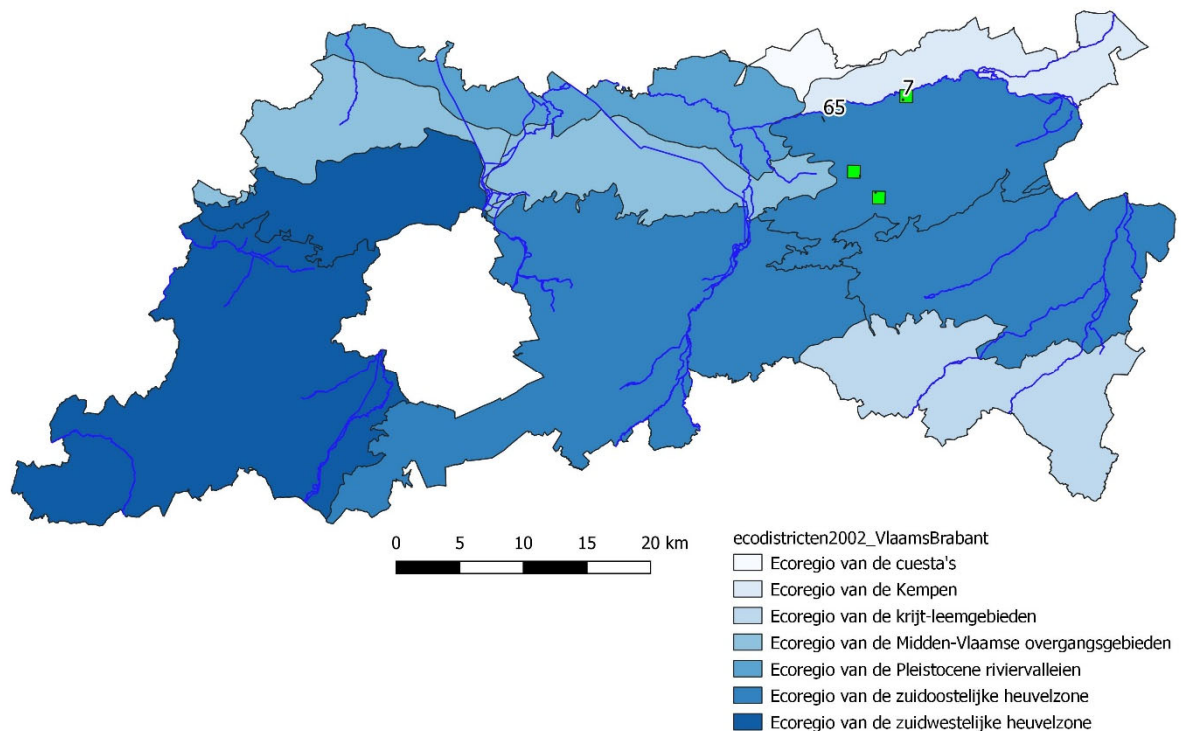 7
65
0 5 10 15 20 km
ecodistricten2002_VlaamsBrabant
Ecoregio van de cuesta's
Ecoregio van de Kempen
Ecoregio van de krijt-leemgebieden
Ecoregio van de Midden-Vlaamse overgangsgebieden
Ecoregio van de Pleistocene riviervalleien
Ecoregio van de zuidoostelijke heuvelzone
Ecoregio van de zuidwestelijke heuvelzone